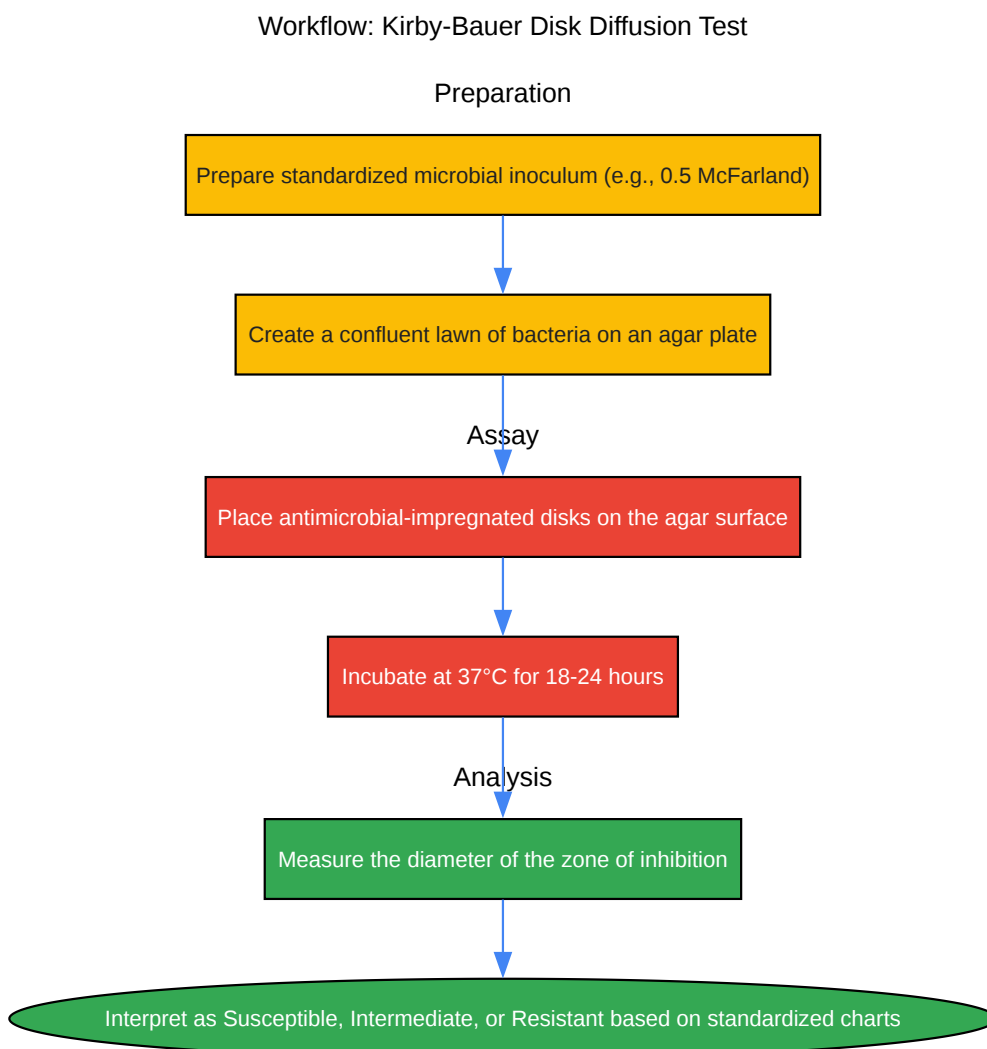 Workflow: Kirby-Bauer Disk Diffusion Test
Preparation
Prepare standardized microbial inoculum (e.g., 0.5 McFarland)
Create a confluent lawn of bacteria on an agar plate
Assay
Place antimicrobial-impregnated disks on the agar surface
Incubate at 37°C for 18-24 hours
Analysis
Measure the diameter of the zone of inhibition
Interpret as Susceptible, Intermediate, or Resistant based on standardized charts